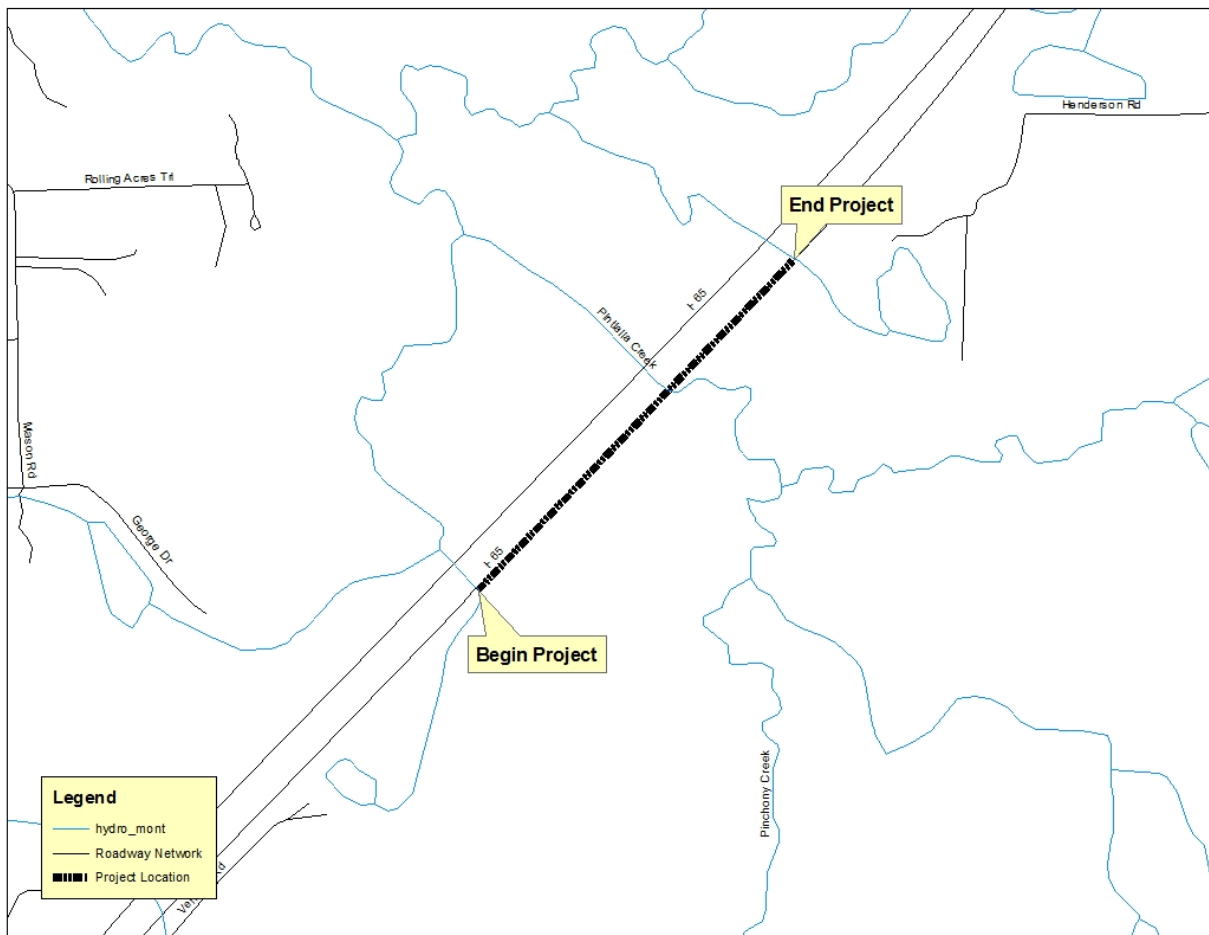 Henderson Rd
Rolling Acres Trl
End Project
I-65
Pintlalla Creek
Mason Rd
George Dr
I-65
Begin Project
Pinchony Creek
Legend
hydro_mont
Roadway Network
Project Location